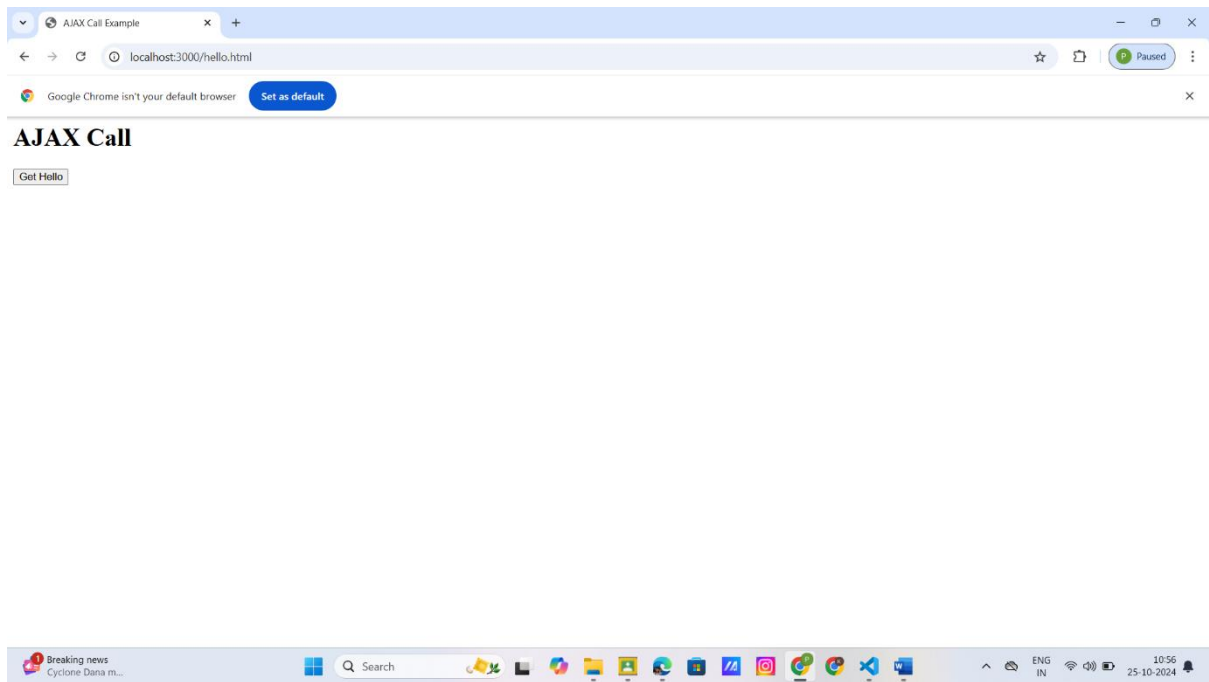 AJAX Call Example
localhost:3000/hello.html
P Paused
Google Chrome isn't your default browser Set as default
AJAX Call
Get Hello
1 Breaking news
Cyclone Dana m...
Search
ENG
IN
10:56
25-10-2024